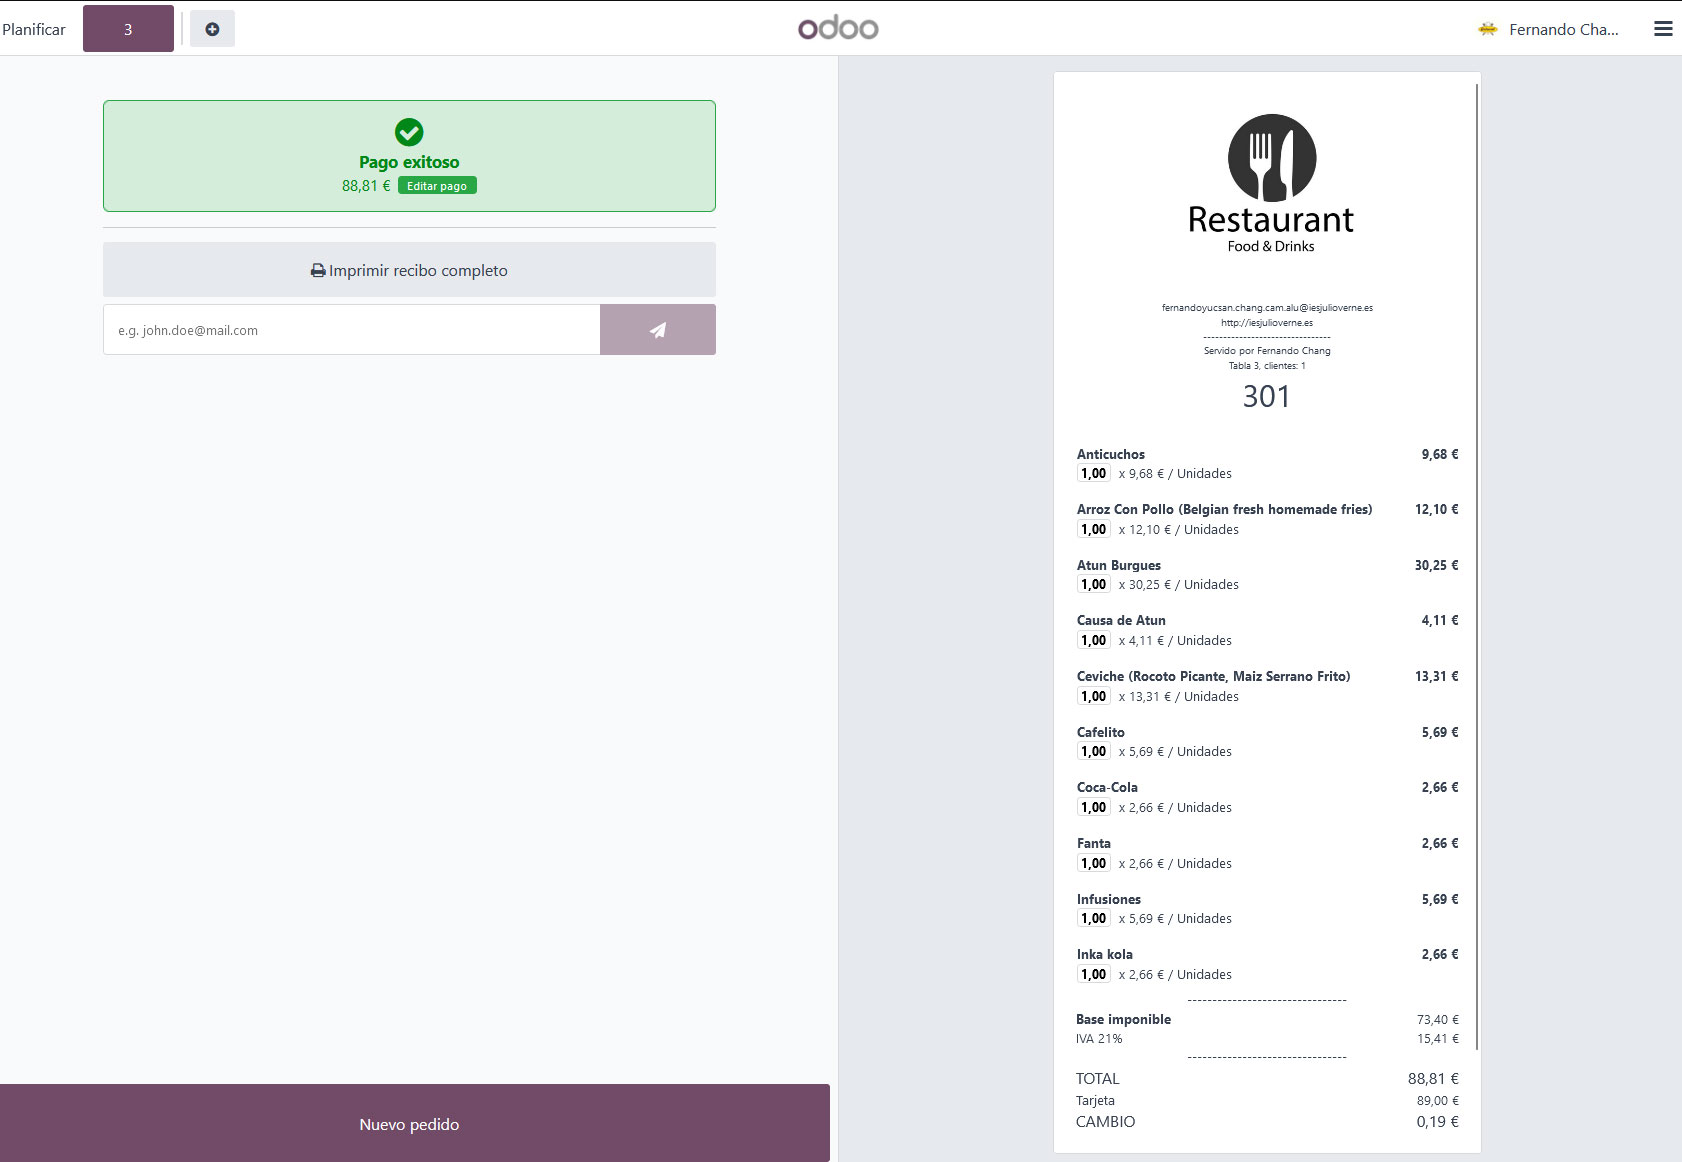 Planificar
3
odoo
Fernando Cha...
Pago exitoso
88,81 € Editar pago
Imprimir recibo completo
e.g. john.doe@mail.com
Nuevo pedido
Restaurant
Food & Drinks
fernandoyucsan.chang.cam.alu@iesjulioverne.es
http://iesjulioverne.es
--------------------------------
Servido por Fernando Chang
Tabla 3, clientes: 1
301
Anticuchos 9,68 €
1,00 x 9,68 € / Unidades
Arroz Con Pollo (Belgian fresh homemade fries) 12,10 €
1,00 x 12,10 € / Unidades
Atun Burgues 30,25 €
1,00 x 30,25 € / Unidades
Causa de Atun 4,11 €
1,00 x 4,11 € / Unidades
Ceviche (Rocoto Picante, Maiz Serrano Frito) 13,31 €
1,00 x 13,31 € / Unidades
Cafelito 5,69 €
1,00 x 5,69 € / Unidades
Coca-Cola 2,66 €
1,00 x 2,66 € / Unidades
Fanta 2,66 €
1,00 x 2,66 € / Unidades
Infusiones 5,69 €
1,00 x 5,69 € / Unidades
Inka kola 2,66 €
1,00 x 2,66 € / Unidades
--------------------------------
Base imponible 73,40 €
IVA 21% 15,41 €
--------------------------------
TOTAL 88,81 €
Tarjeta 89,00 €
CAMBIO 0,19 €